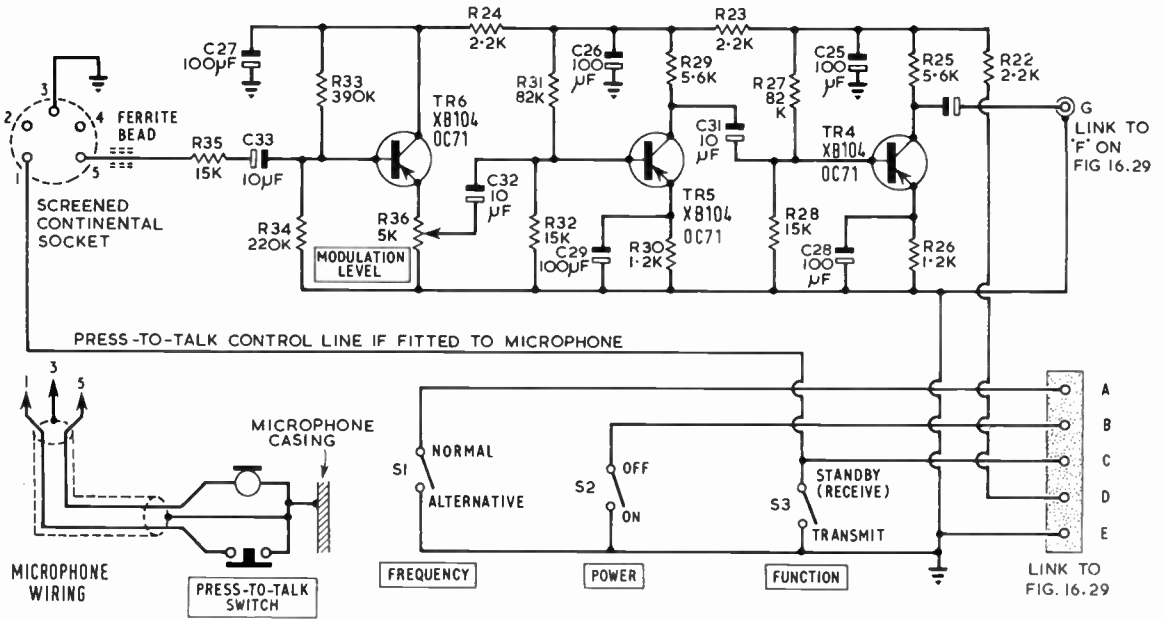 R24
2·2K
R23
2·2K
C27
100µF
R33
390K
R31
82K
C26
100
µF
R29
5·6K
R27
82
K
C25
100
µF
R25
5·6K
R22
2·2K
TR6
XB104
OC71
C31
10
µF
TR4
XB104
OC71
G
LINK TO
'F' ON
FIG 16.29
3
2
4
1
5
FERRITE
BEAD
R35
15K
C33
10µF
SCREENED
CONTINENTAL
SOCKET
R34
220K
R36
5K
MODULATION
LEVEL
C32
10
µF
R32
15K
C29
100µF
TR5
XB104
OC71
R30
1·2K
R28
15K
C28
100
µF
R26
1·2K
PRESS-TO-TALK CONTROL LINE IF FITTED TO MICROPHONE
1
3
5
MICROPHONE
CASING
MICROPHONE
WIRING
PRESS-TO-TALK
SWITCH
S1
NORMAL
ALTERNATIVE
FREQUENCY
S2
OFF
ON
POWER
S3
STANDBY
(RECEIVE)
TRANSMIT
FUNCTION
A
B
C
D
E
LINK TO
FIG. 16.29